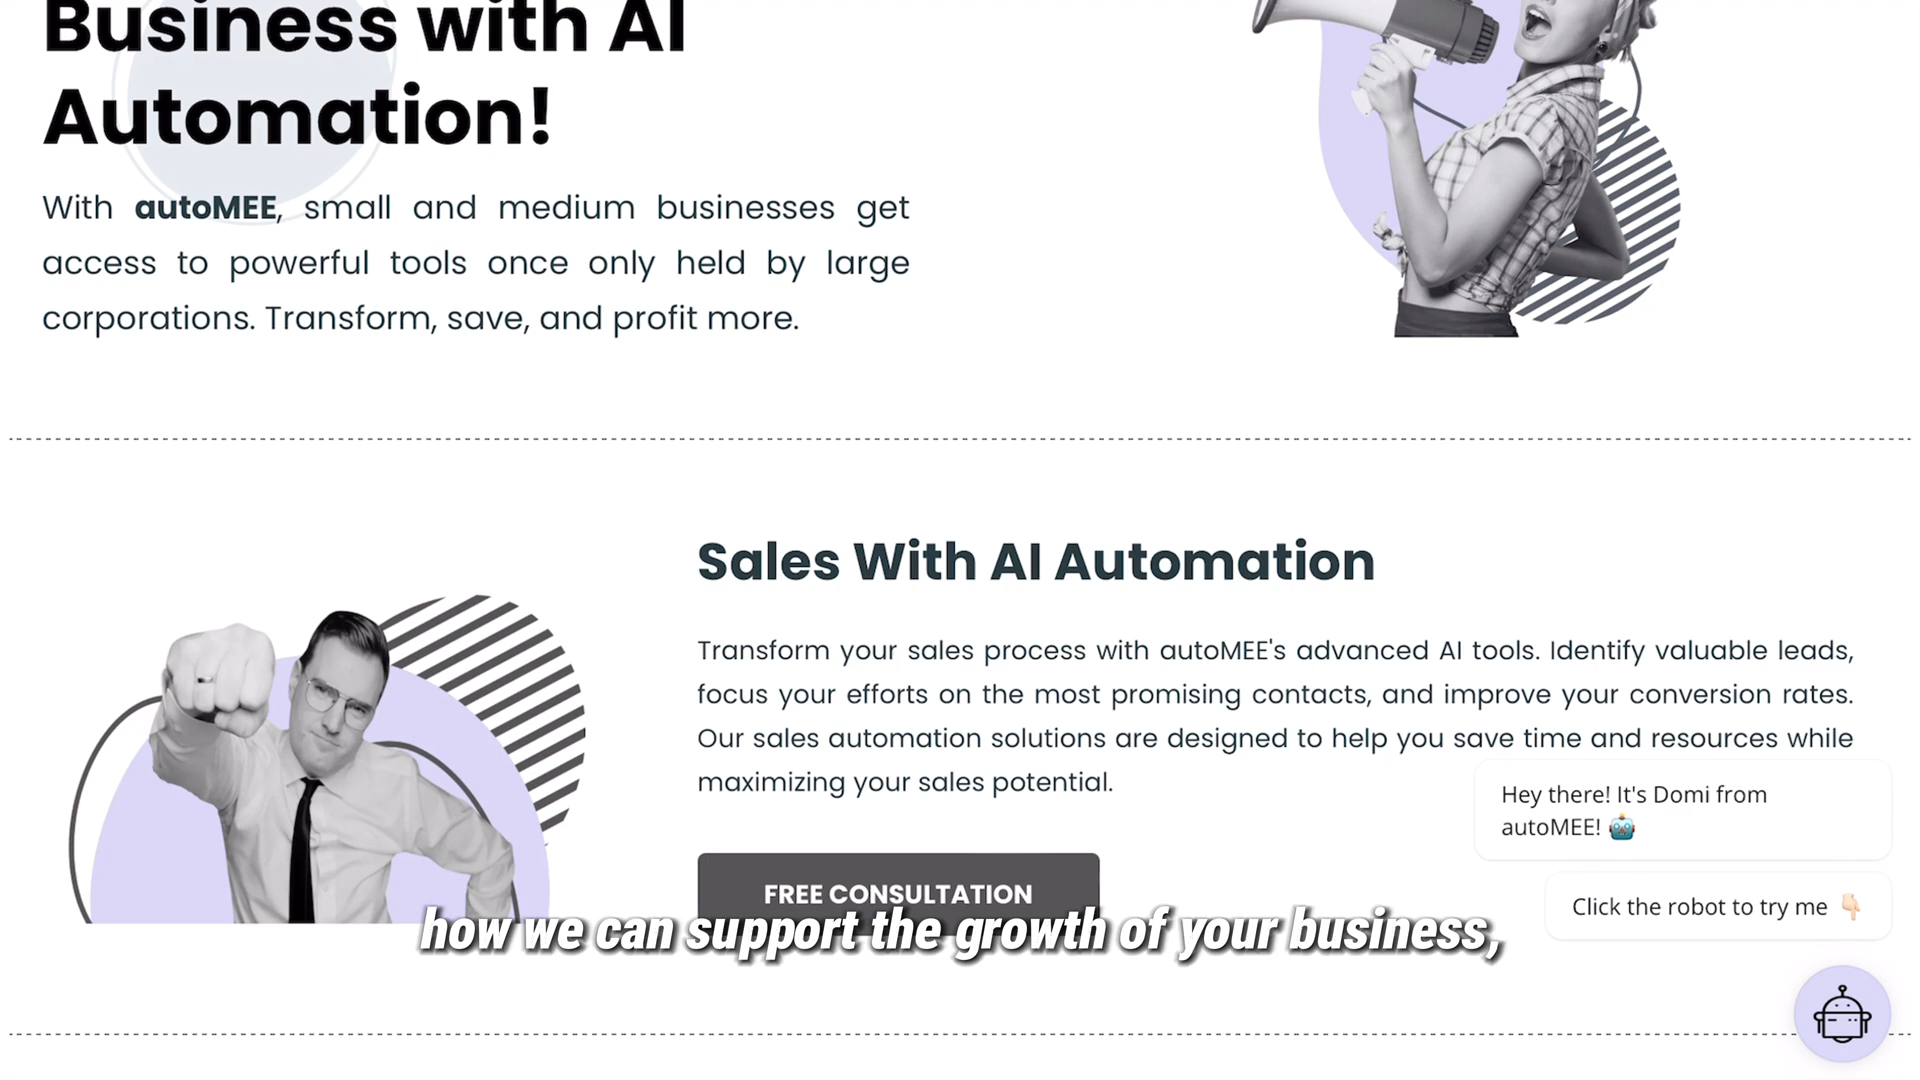 Business with AI
Automation!
With autoMEE, small and medium businesses get
access to powerful tools once only held by large
corporations. Transform, save, and profit more.
Sales With AI Automation
Transform your sales process with autoMEE's advanced AI tools. Identify valuable leads,
focus your efforts on the most promising contacts, and improve your conversion rates.
Our sales automation solutions are designed to help you save time and resources while
maximizing your sales potential.
Hey there! It's Domi from
autoMEE! 🤖
FREE CONSULTATION
Click the robot to try me 👇🏻
how we can support the growth of your business,